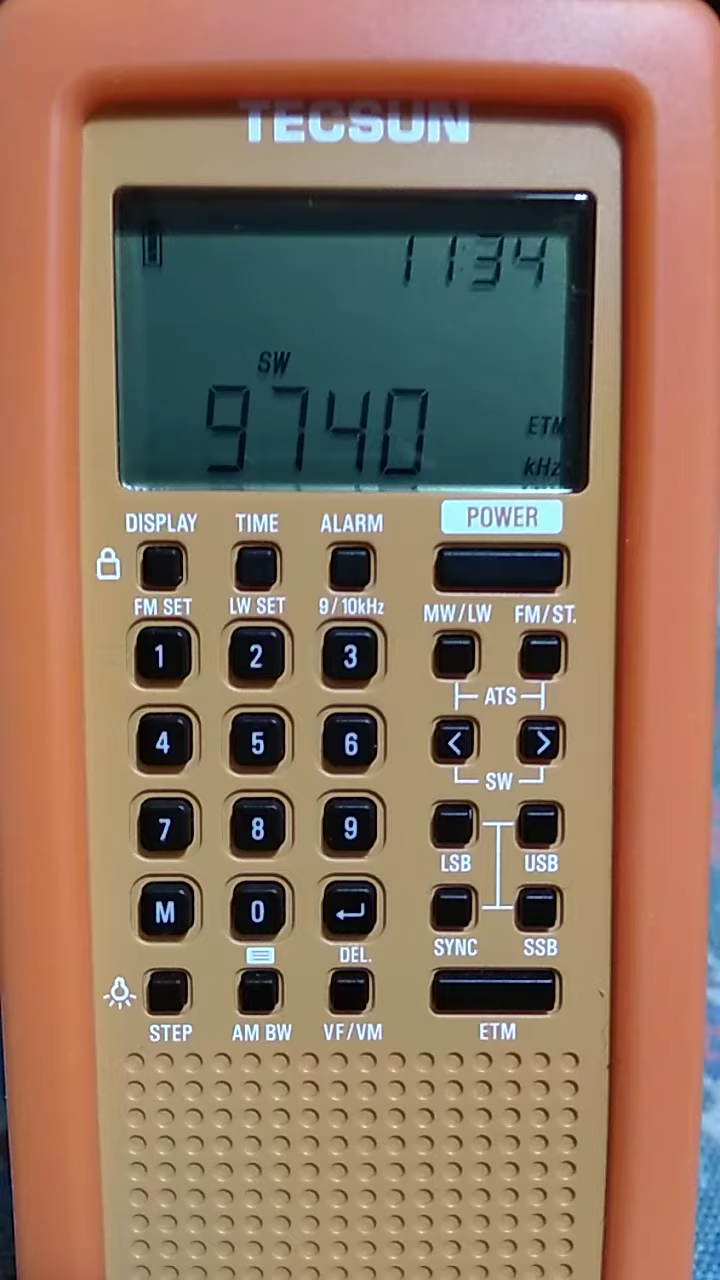 TECSUN
11:34
SW
9740
ETM
kHz
DISPLAY TIME ALARM POWER
FM SET LW SET 9/10kHz MW/LW FM/ST.
1 2 3
ATS
4 5 6 < >
SW
7 8 9
LSB USB
M 0
DEL. SYNC SSB
STEP AM BW VF/VM ETM